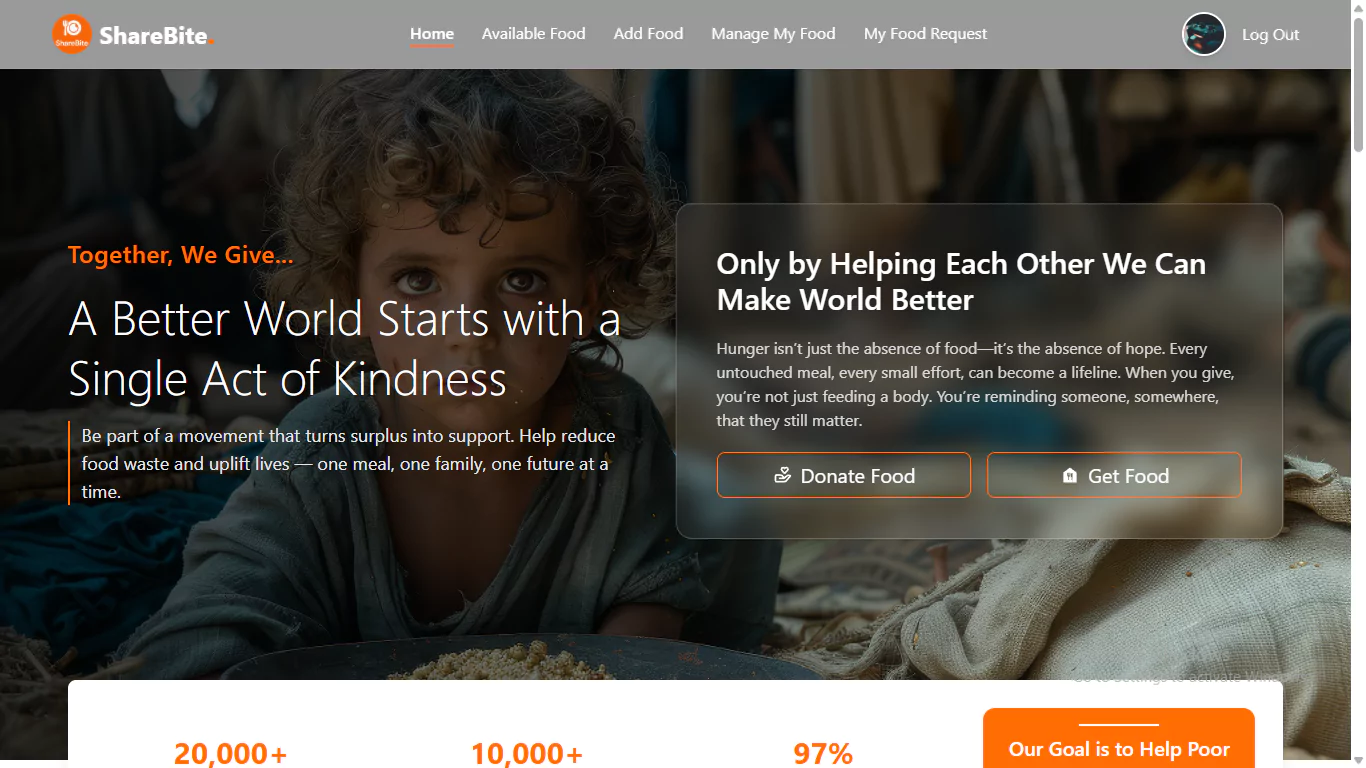 ShareBite
ShareBite.
Home
Available Food
Add Food
Manage My Food
My Food Request
Log Out
Together, We Give...
A Better World Starts with a
Single Act of Kindness
Be part of a movement that turns surplus into support. Help reduce
food waste and uplift lives — one meal, one family, one future at a
time.
Only by Helping Each Other We Can
Make World Better
Hunger isn’t just the absence of food—it’s the absence of hope. Every
untouched meal, every small effort, can become a lifeline. When you give,
you’re not just feeding a body. You’re reminding someone, somewhere,
that they still matter.
Donate Food
Get Food
Go to Settings to activate
20,000+
10,000+
97%
Our Goal is to Help Poor